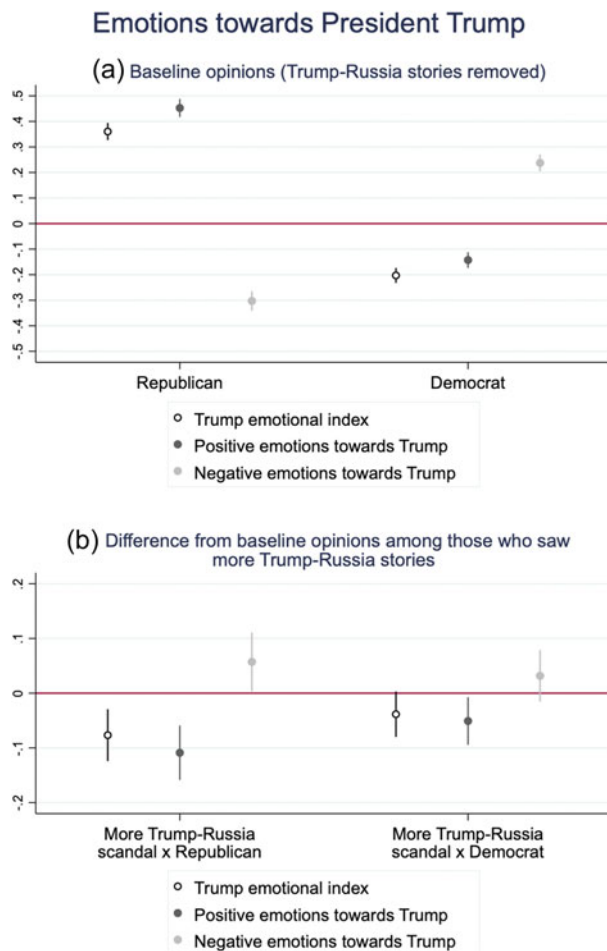 Emotions towards President Trump
(a) Baseline opinions (Trump-Russia stories removed)
.5
.4
.3
.2
.1
0
-.1
-.2
-.3
-.4
-.5
Republican Democrat
Trump emotional index
Positive emotions towards Trump
Negative emotions towards Trump
(b) Difference from baseline opinions among those who saw
more Trump-Russia stories
.2
.1
0
-.1
-.2
More Trump-Russia More Trump-Russia
scandal x Republican scandal x Democrat
Trump emotional index
Positive emotions towards Trump
Negative emotions towards Trump